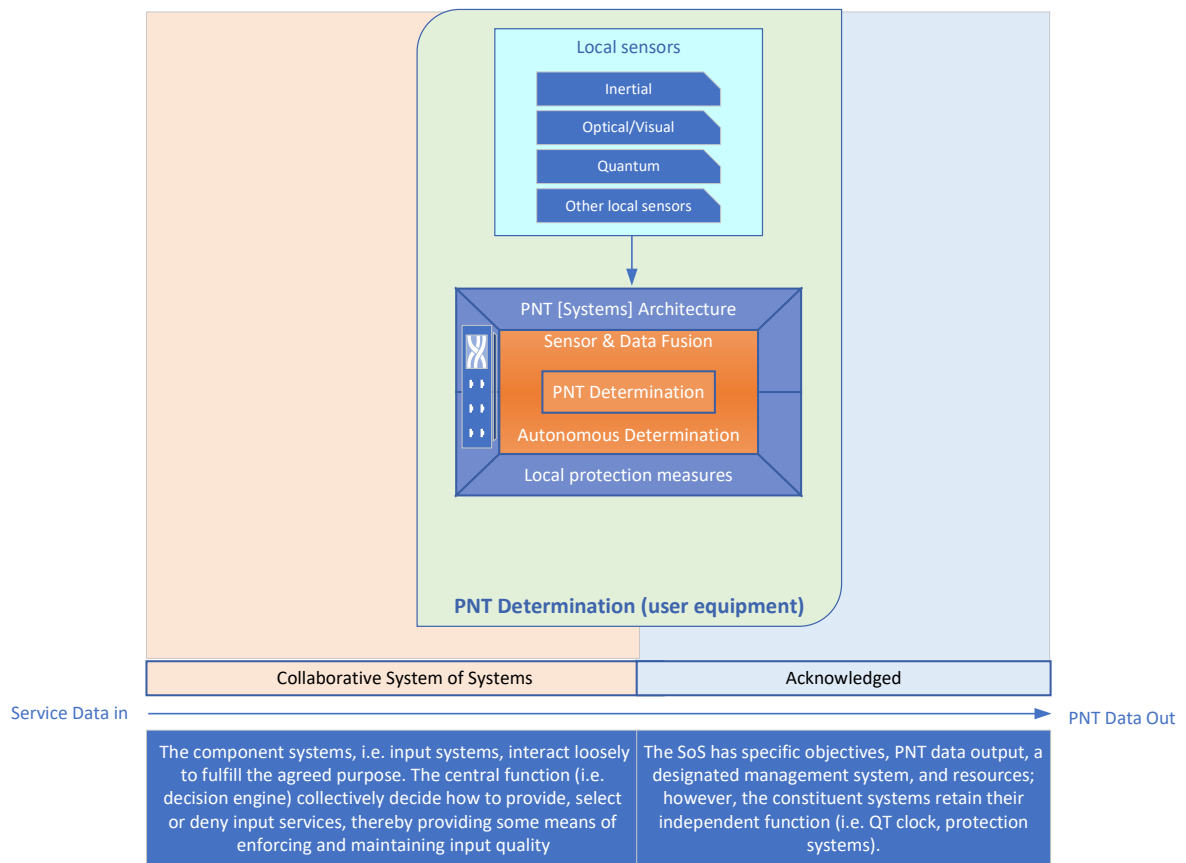 Local sensors
Inertial
Optical/Visual
Quantum
Other local sensors
PNT [Systems] Architecture
Sensor & Data Fusion
PNT Determination
Autonomous Determination
Local protection measures
PNT Determination (user equipment)
Collaborative System of Systems
Acknowledged
Service Data in
PNT Data Out
The component systems, i.e. input systems, interact loosely
to fulfill the agreed purpose. The central function (i.e.
decision engine) collectively decide how to provide, select
or deny input services, thereby providing some means of
enforcing and maintaining input quality
The SoS has specific objectives, PNT data output, a
designated management system, and resources;
however, the constituent systems retain their
independent function (i.e. QT clock, protection
systems).